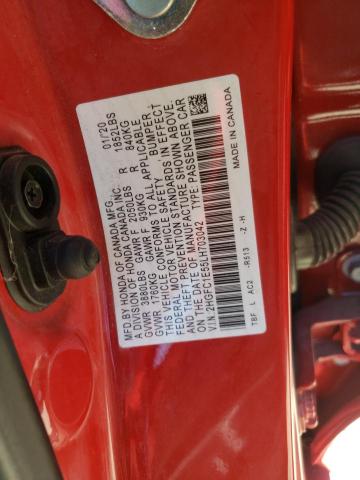 MFD. BY HONDA OF CANADA MFG. 01/20
A DIVISION OF HONDA CANADA INC.
GVWR 3880LBS GAWR F 2050LBS R 1852LBS
GVWR 1760KG GAWR F 930KG R 840KG
THIS VEHICLE CONFORMS TO ALL APPLICABLE
FEDERAL MOTOR VEHICLE SAFETY, BUMPER,
AND THEFT PREVENTION STANDARDS IN EFFECT
ON THE DATE OF MANUFACTURE SHOWN ABOVE.
V.I.N: 2HGFC1E55LH703042 TYPE: PASSENGER CAR
MADE IN CANADA
TBF L AC2 -R513 -Z -H